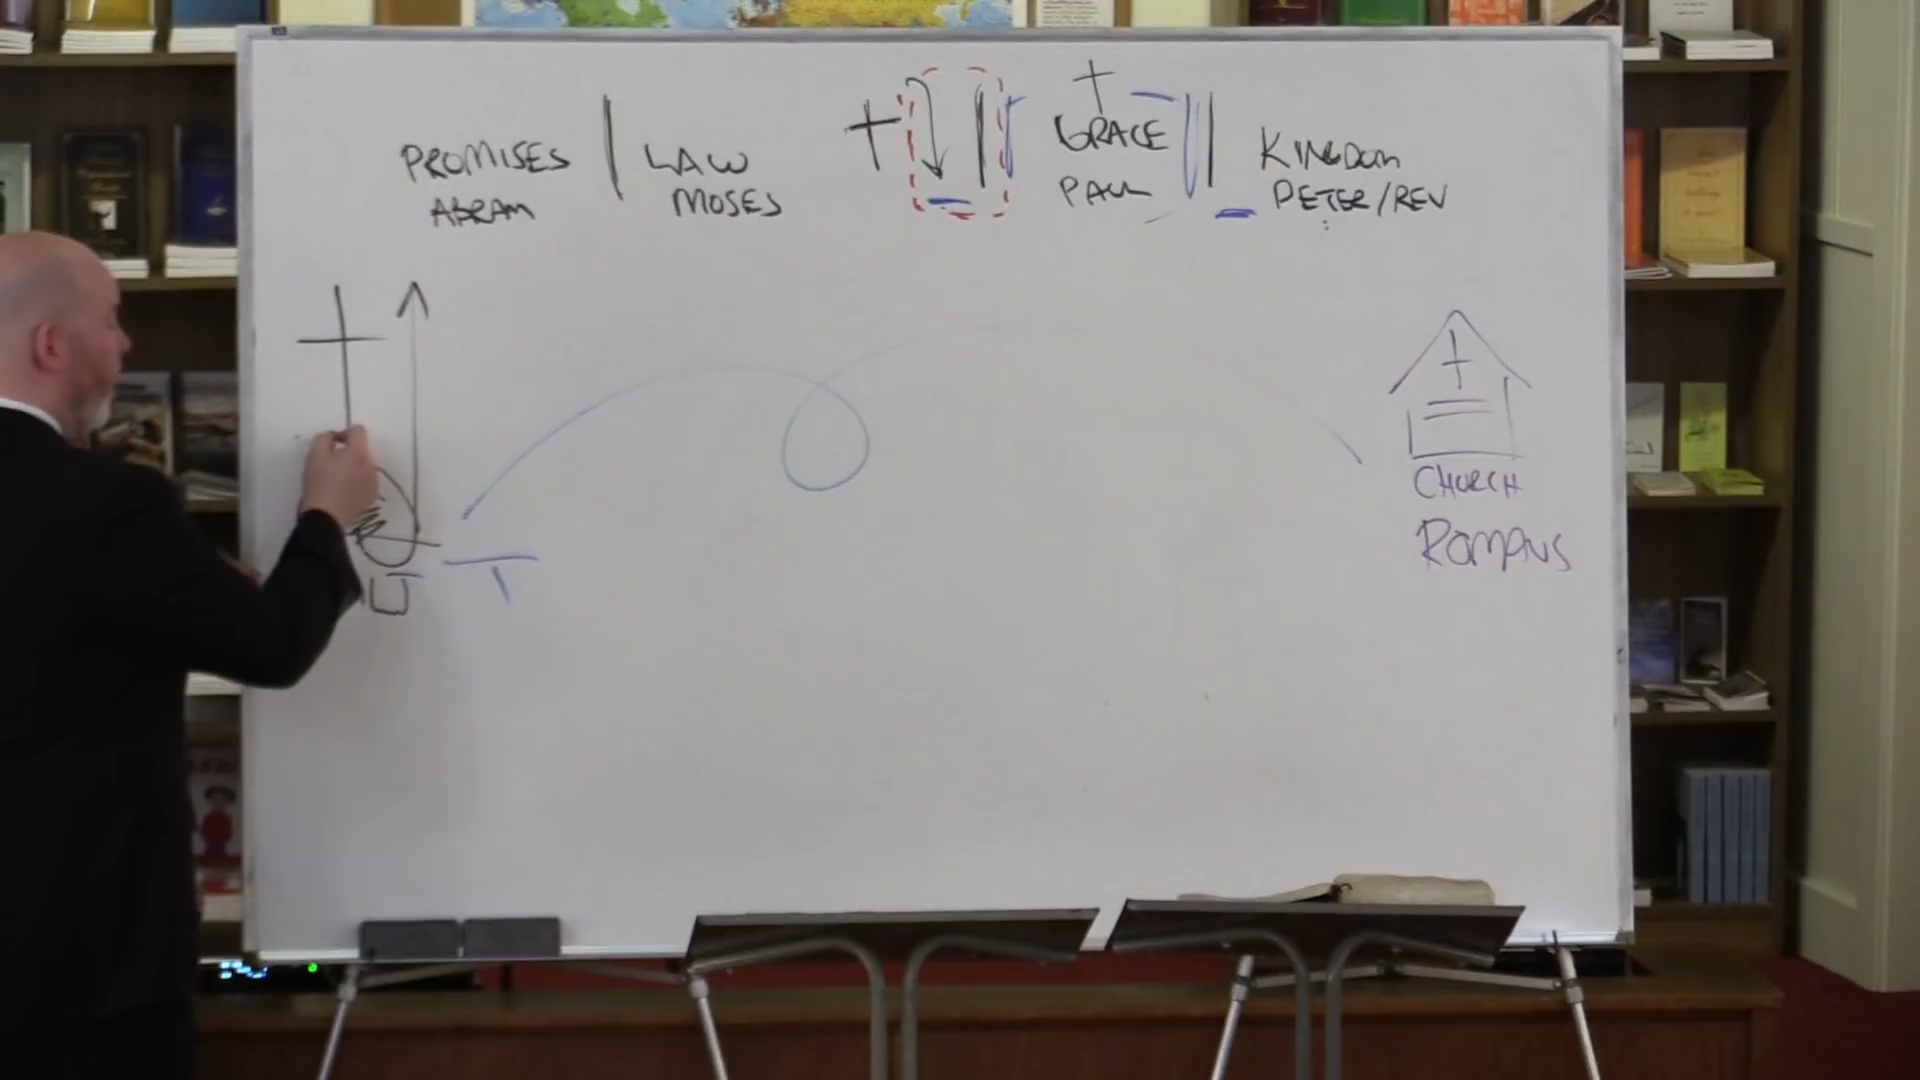 PROMISES
ABRAM
LAW
MOSES
GRACE
PAUL
KINGDOM
PETER/REV
CHURCH
ROMANS